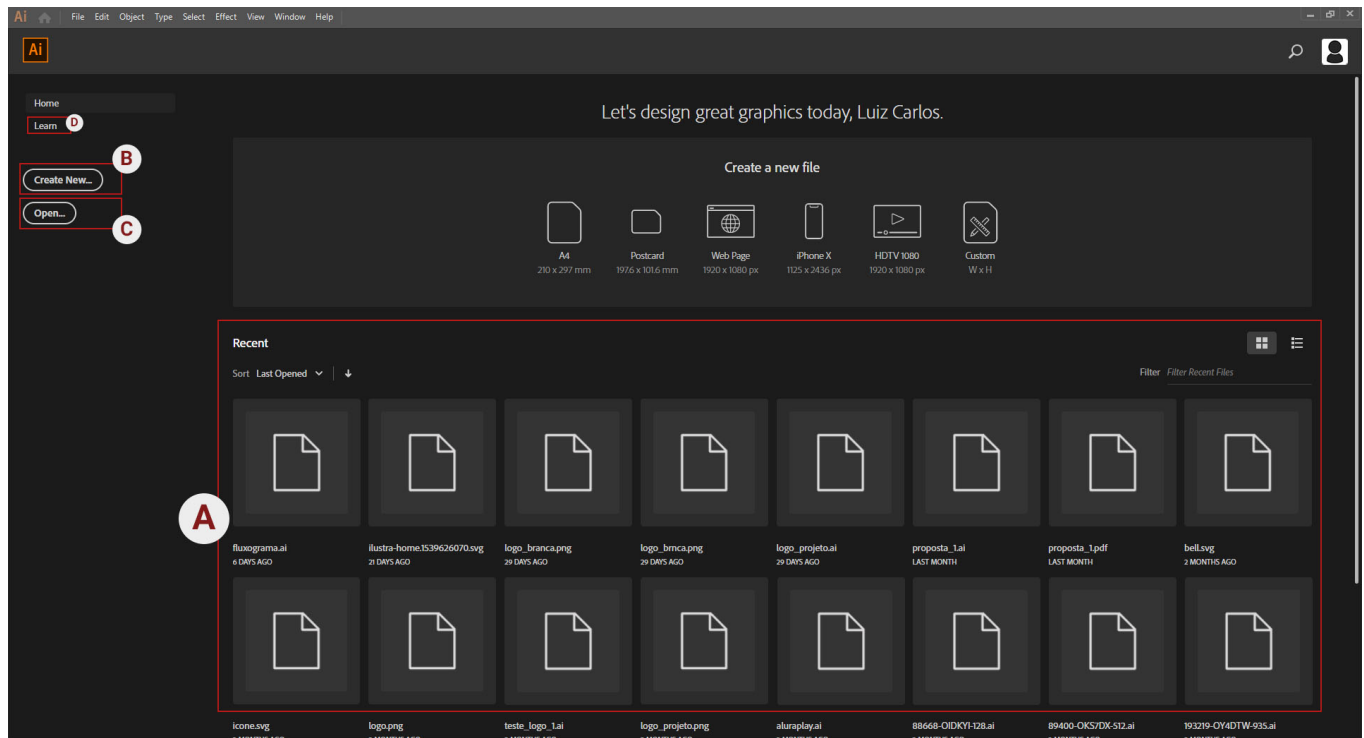 Ai File Edit Object Type Select Effect View Window Help
Ai
Home
Learn D
B
Create New...
Open...
C
Let's design great graphics today, Luiz Carlos.
Create a new file
A4 Postcard Web Page iPhone X HDTV 1080 Custom
210 x 297 mm 197.6 x 101.6 mm 1920 x 1080 px 1125 x 2436 px 1920 x 1080 px W x H
Recent
Sort Last Opened Filter Filter Recent Files
A
fluxograma.ai ilustra-home.1539626070.svg logo_branca.png logo_brnca.png logo_projeto.ai proposta_1.ai proposta_1.pdf bell.svg
6 DAYS AGO 21 DAYS AGO 29 DAYS AGO 29 DAYS AGO 29 DAYS AGO LAST MONTH LAST MONTH 2 MONTHS AGO
icone.svg logo.png teste_logo_1.ai logo_projeto.png aluraplay.ai 88668-OIDKYI-128.ai 89400-OKS7DX-512.ai 193219-OY4DTW-935.ai